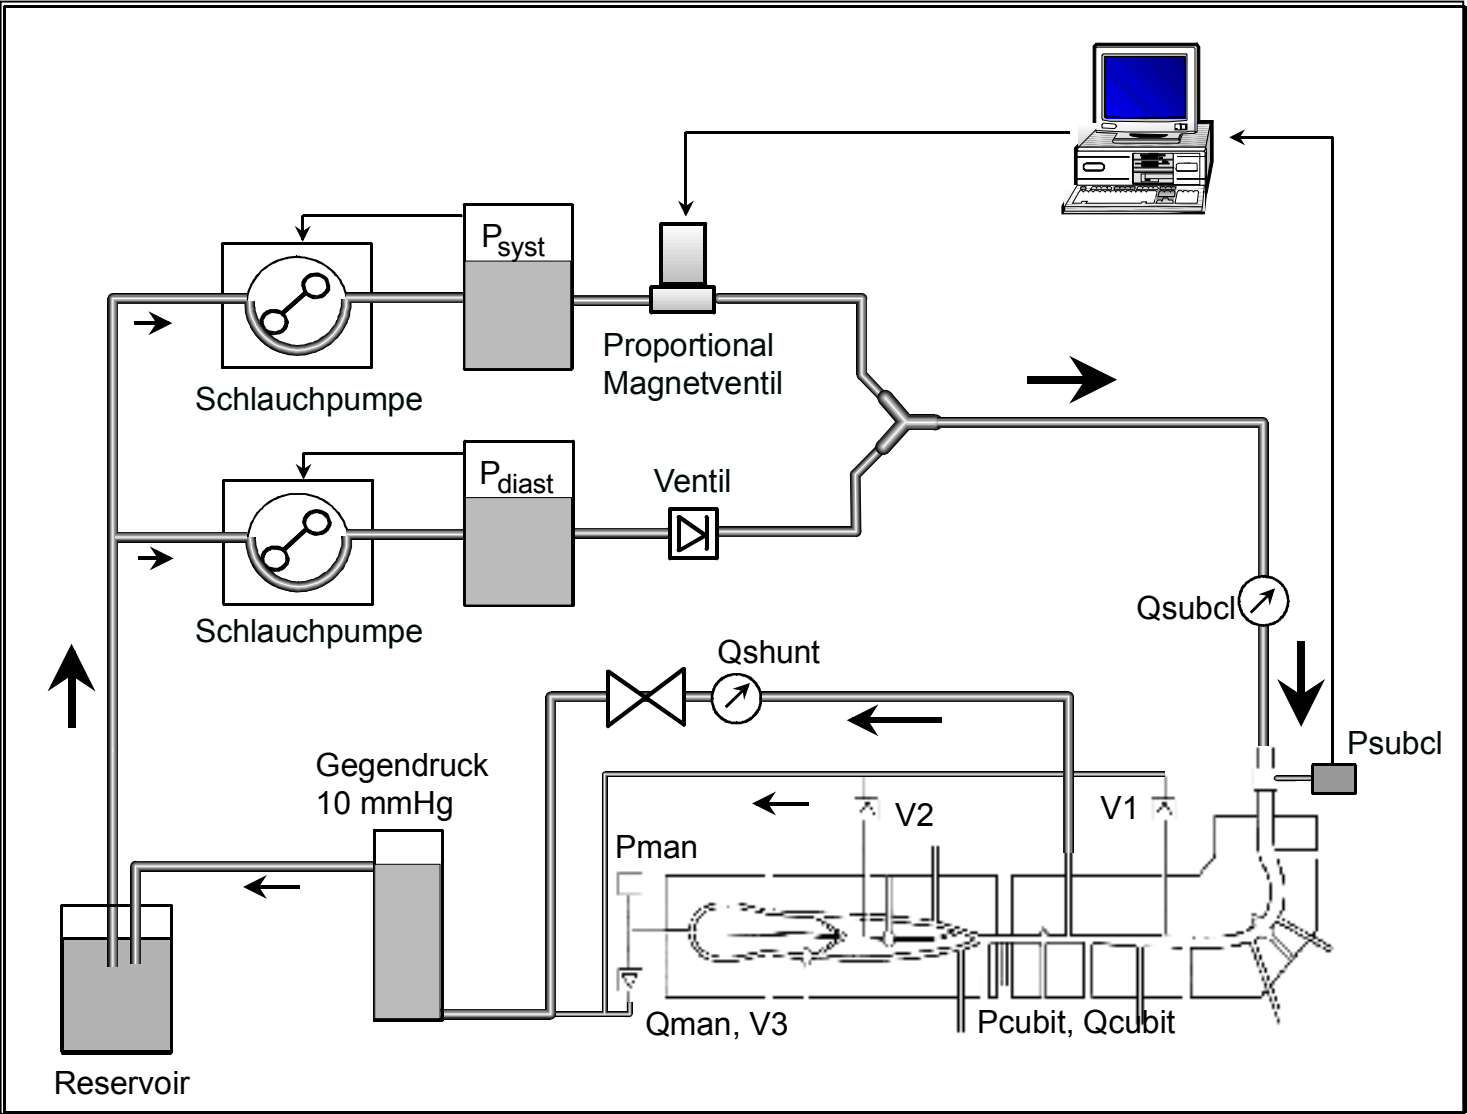 Psyst
Proportional
Magnetventil
Schlauchpumpe
Pdiast
Ventil
Schlauchpumpe
Qsubcl
Qshunt
Psubcl
Gegendruck
10 mmHg
V2
V1
Pman
Qman, V3
Pcubit, Qcubit
Reservoir